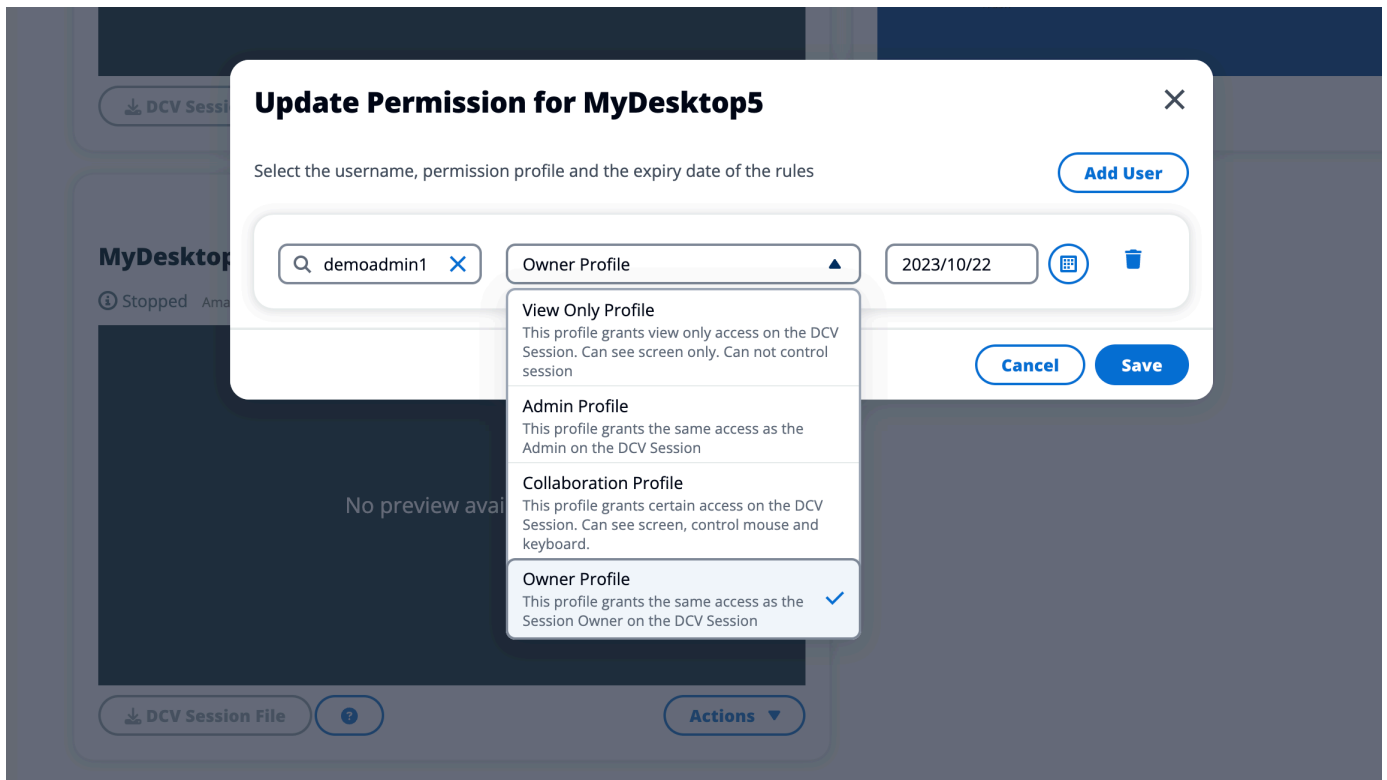 DCV Sessi
Update Permission for MyDesktop5
Select the username, permission profile and the expiry date of the rules
Add User
demoadmin1
Owner Profile
2023/10/22
MyDesktop
Stopped Ama
View Only Profile
This profile grants view only access on the DCV
Session. Can see screen only. Can not control
session
Cancel
Save
Admin Profile
This profile grants the same access as the
Admin on the DCV Session
Collaboration Profile
This profile grants certain access on the DCV
Session. Can see screen, control mouse and
keyboard.
No preview avai
Owner Profile
This profile grants the same access as the
Session Owner on the DCV Session
DCV Session File
?
Actions